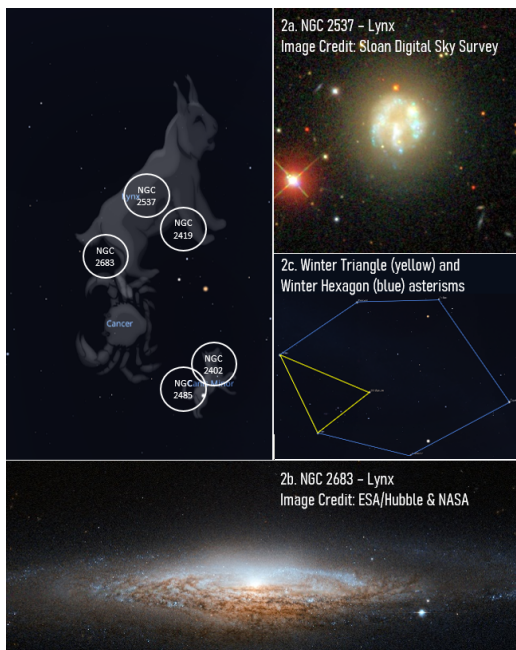 NGC
2537
Lynx
NGC
2419
NGC
2683
Cancer
NGC
2402
NGC
2485
Minor
2a. NGC 2537 – Lynx
Image Credit: Sloan Digital Sky Survey
2c. Winter Triangle (yellow) and
Winter Hexagon (blue) asterisms
2b. NGC 2683 – Lynx
Image Credit: ESA/Hubble & NASA